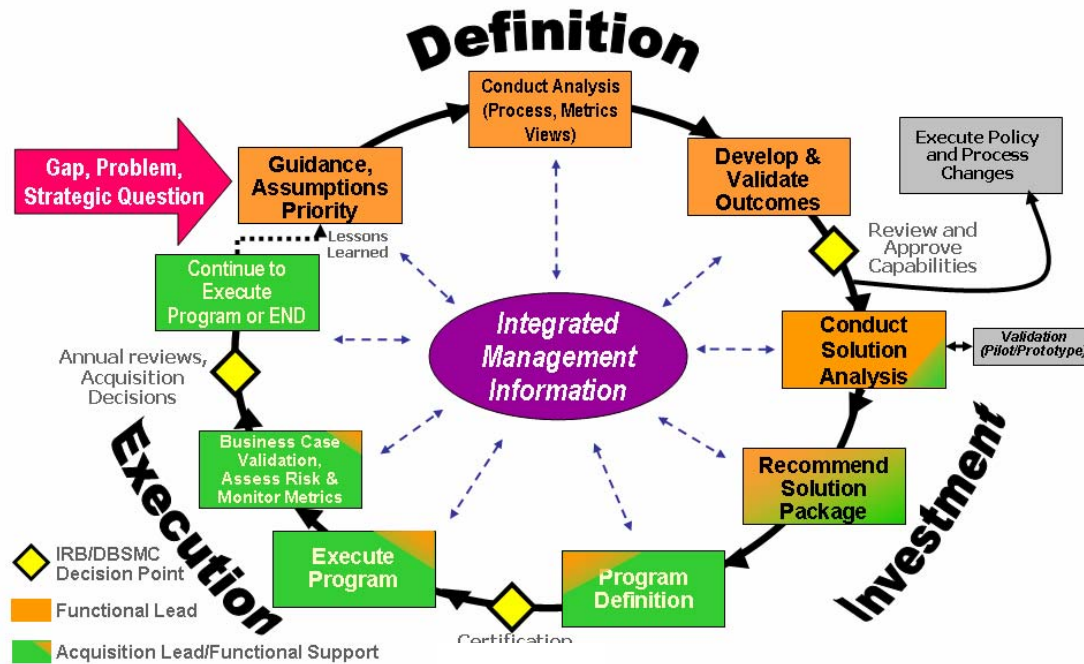 Definition
Conduct Analysis
(Process, Metrics
Views)
Gap, Problem,
Strategic Question
Guidance,
Assumptions
Priority
Develop &
Validate
Outcomes
Execute Policy
and Process
Changes
Lessons
Learned
Review and
Approve
Capabilities
Continue to
Execute
Program or END
Integrated
Management
Information
Conduct
Solution
Analysis
Validation
(Pilot/Prototype)
Annual reviews,
Acquisition
Decisions
Execution
Business Case
Validation,
Assess Risk &
Monitor Metrics
Recommend
Solution
Package
Investment
Execute
Program
Program
Definition
Certification
IRB/DBSMC
Decision Point
Functional Lead
Acquisition Lead/Functional Support